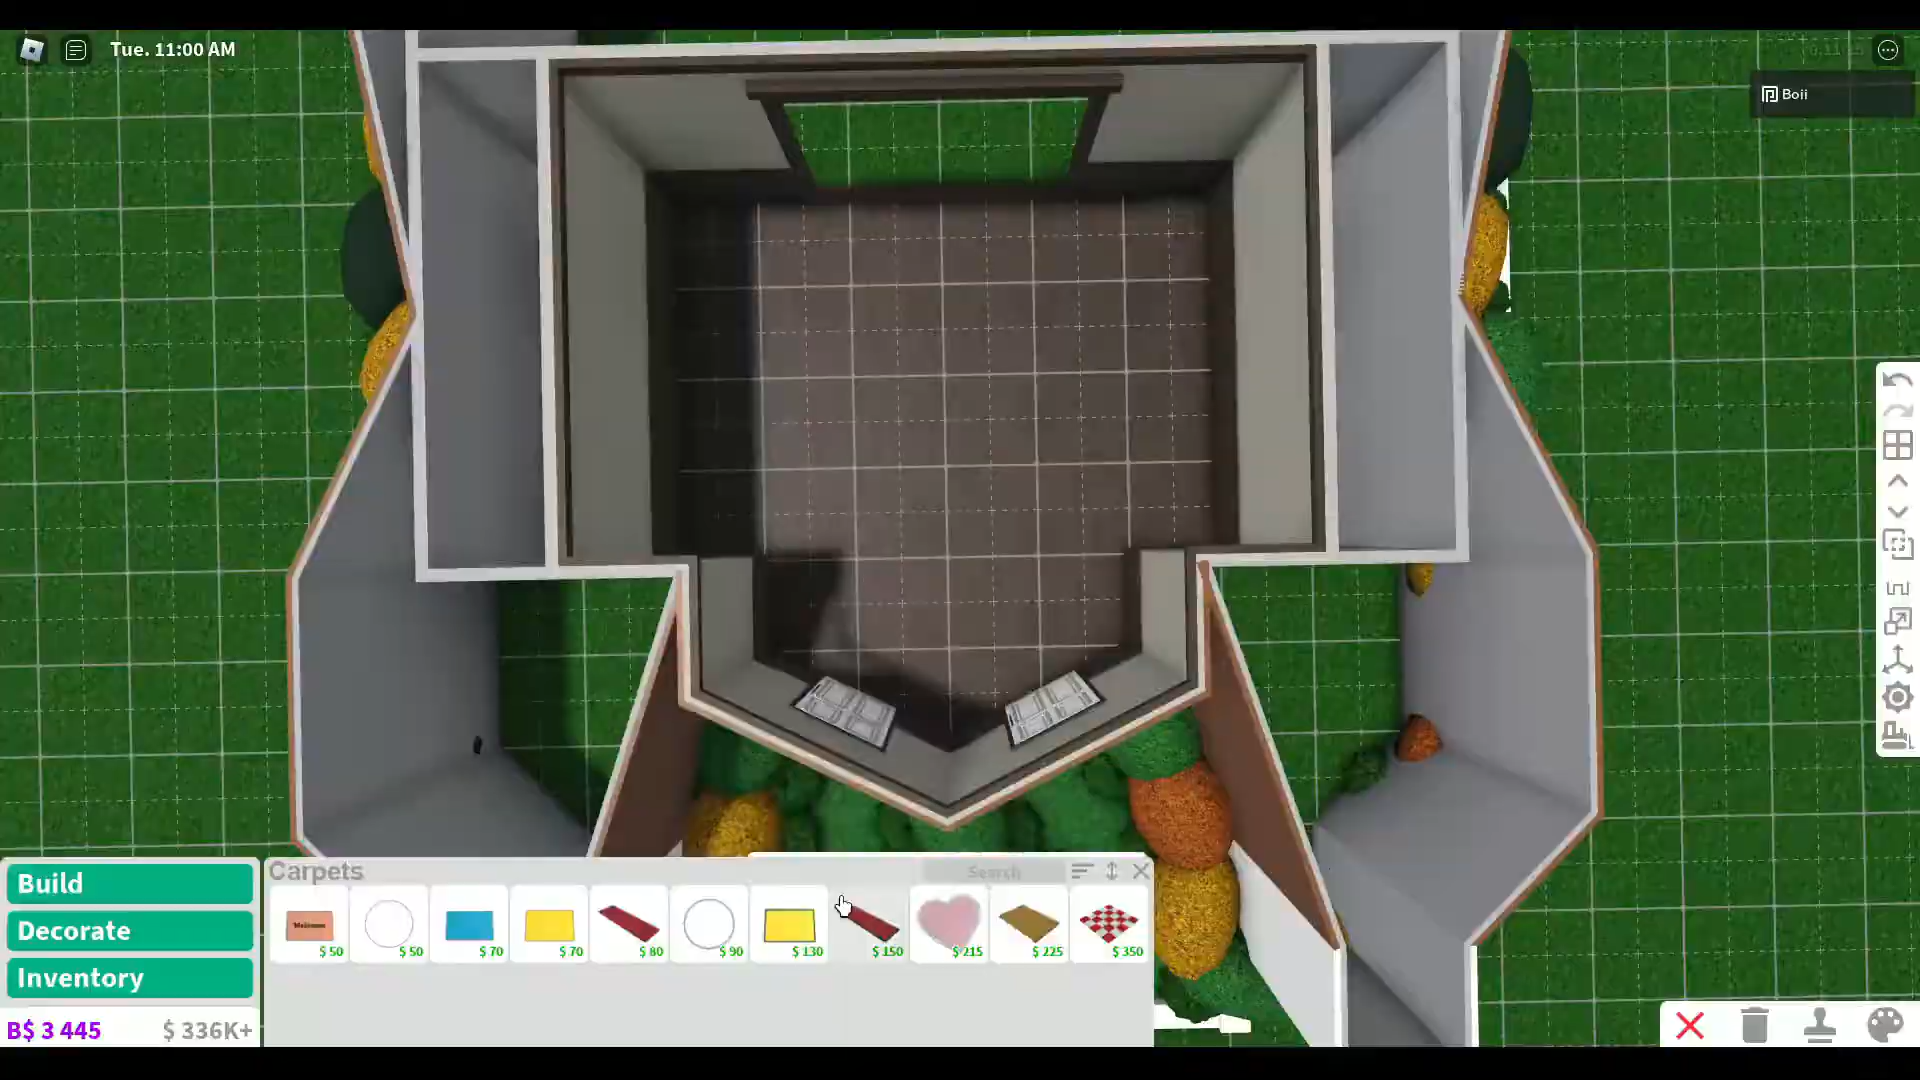 Tue. 11:00 AM
Boii
Build
Decorate
Inventory
B$ 3 445
$ 336K+
Carpets
Search
Welcome
$ 50
$ 50
$ 70
$ 70
$ 80
$ 90
$ 130
$ 150
$ 215
$ 225
$ 350